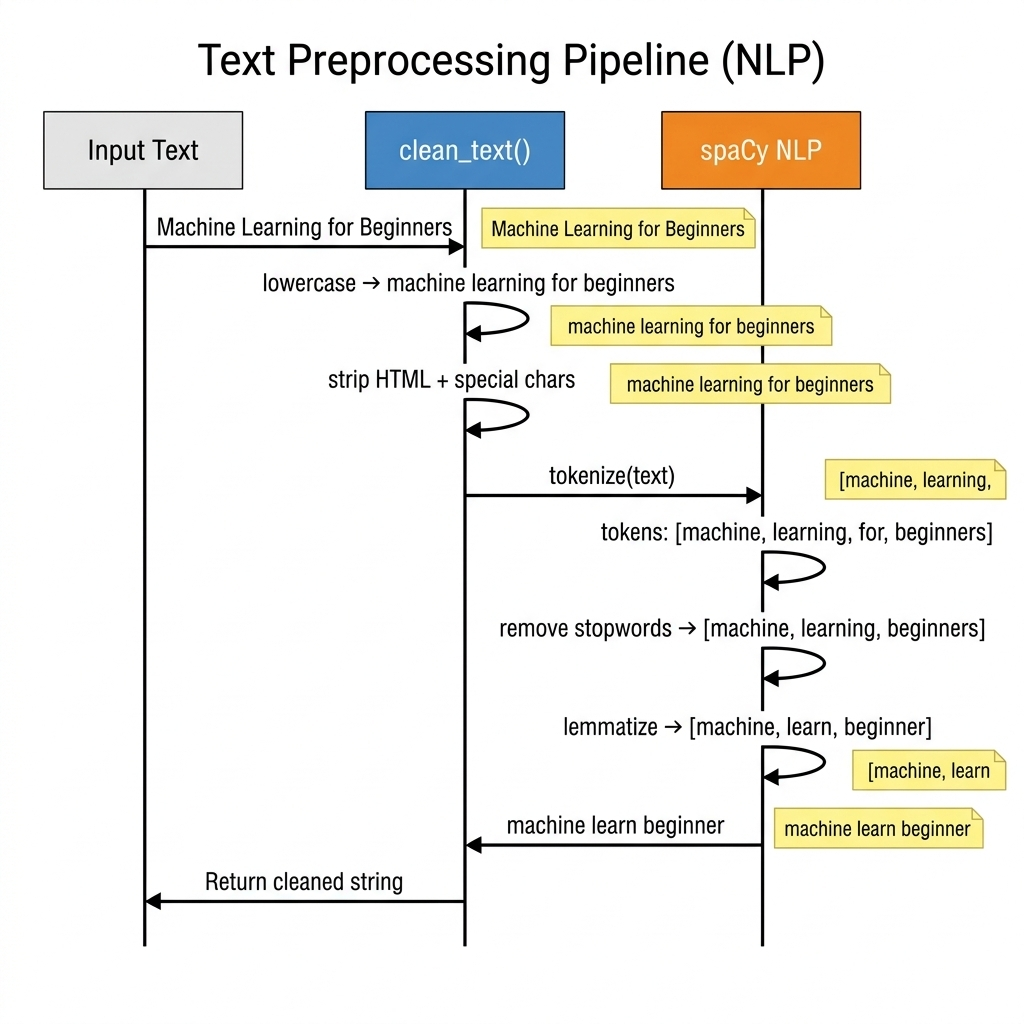 Text Preprocessing Pipeline (NLP)
Input Text
clean_text()
spaCy NLP
Machine Learning for Beginners
Machine Learning for Beginners
lowercase → machine learning for beginners
machine learning for beginners
strip HTML + special chars
machine learning for beginners
tokenize(text)
[machine, learning,
tokens: [machine, learning, for, beginners]
remove stopwords → [machine, learning, beginners]
lemmatize → [machine, learn, beginner]
[machine, learn
machine learn beginner
machine learn beginner
Return cleaned string